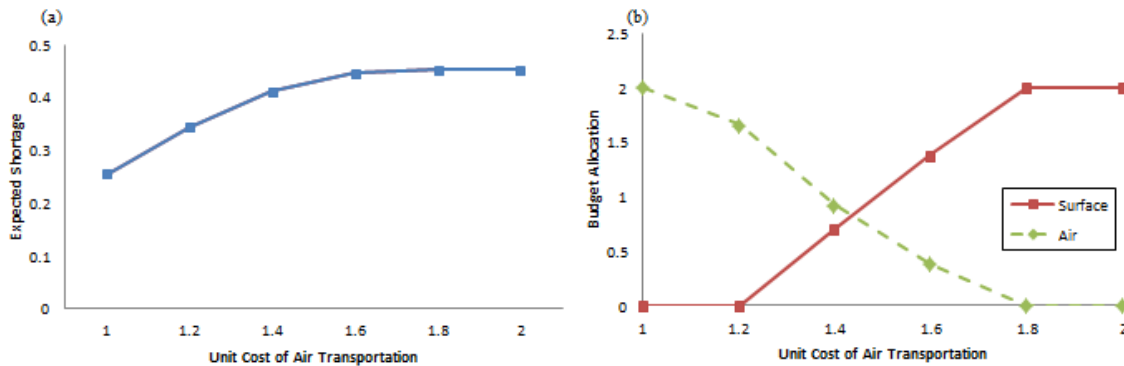 (a)
Expected Shortage
0.5
0.4
0.3
0.2
0.1
0
1 1.2 1.4 1.6 1.8 2
Unit Cost of Air Transportation
(b)
Budget Allocation
2.5
2
1.5
1
0.5
0
1 1.2 1.4 1.6 1.8 2
Unit Cost of Air Transportation
Surface
Air